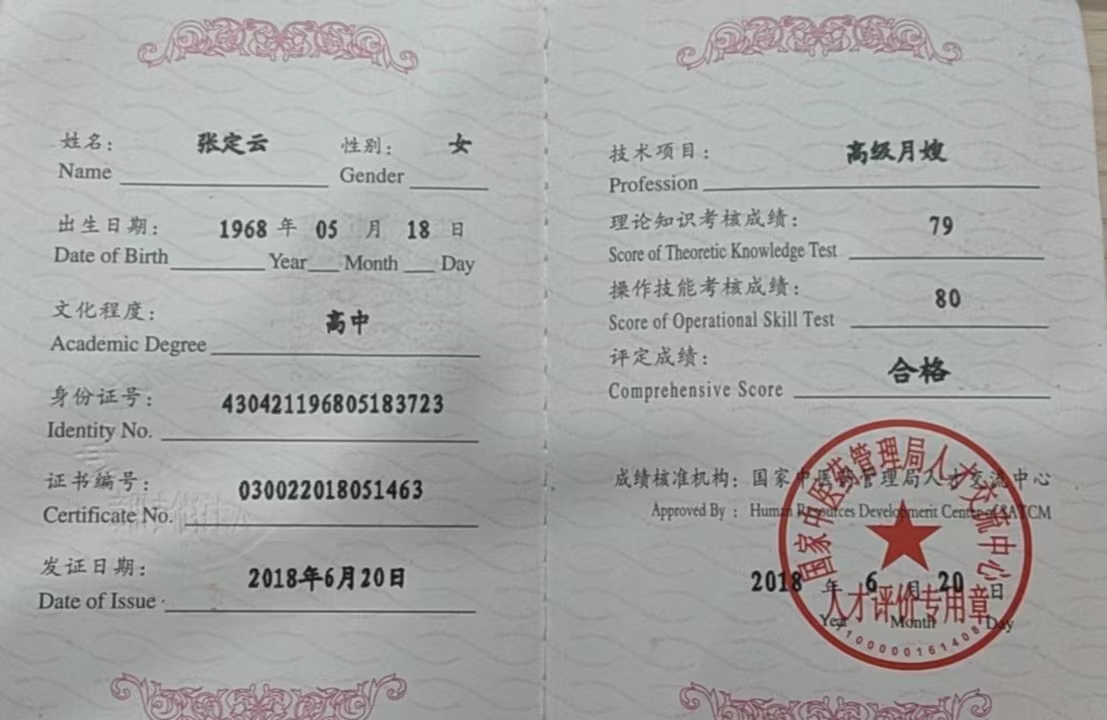 姓名： 张定云 性别： 女
Name Gender
出生日期： 1968 年 05 月 18 日
Date of Birth Year Month Day
文化程度： 高中
Academic Degree
身份证号： 430421196805183723
Identity No.
证书编号： 030022018051463
Certificate No.
发证日期： 2018年6月20日
Date of Issue
技术项目： 高级月嫂
Profession
理论知识考核成绩： 79
Score of Theoretic Knowledge Test
操作技能考核成绩： 80
Score of Operational Skill Test
评定成绩： 合格
Comprehensive Score
成绩核准机构：国家中医药管理局人才交流中心
Approved By ： Human Resources Development Center of SATCM
2018 年 6 月 20 日
Year Month Day
国家中医药管理局人才交流中心
人才评价专用章